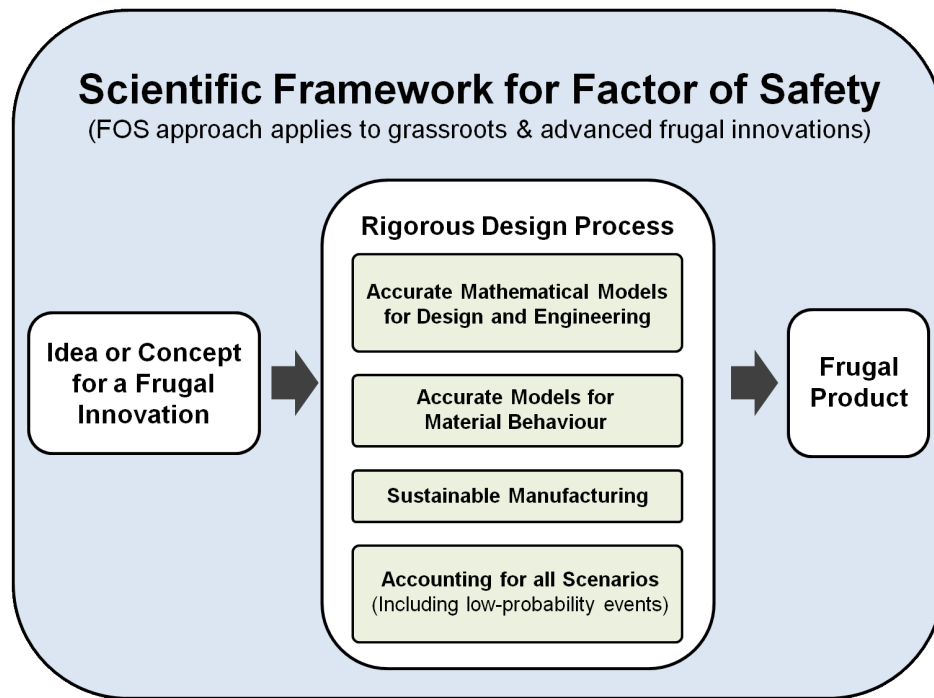 Scientific Framework for Factor of Safety
(FOS approach applies to grassroots & advanced frugal innovations)
Idea or Concept
for a Frugal
Innovation
Rigorous Design Process
Accurate Mathematical Models
for Design and Engineering
Accurate Models for
Material Behaviour
Sustainable Manufacturing
Accounting for all Scenarios
(Including low-probability events)
Frugal
Product